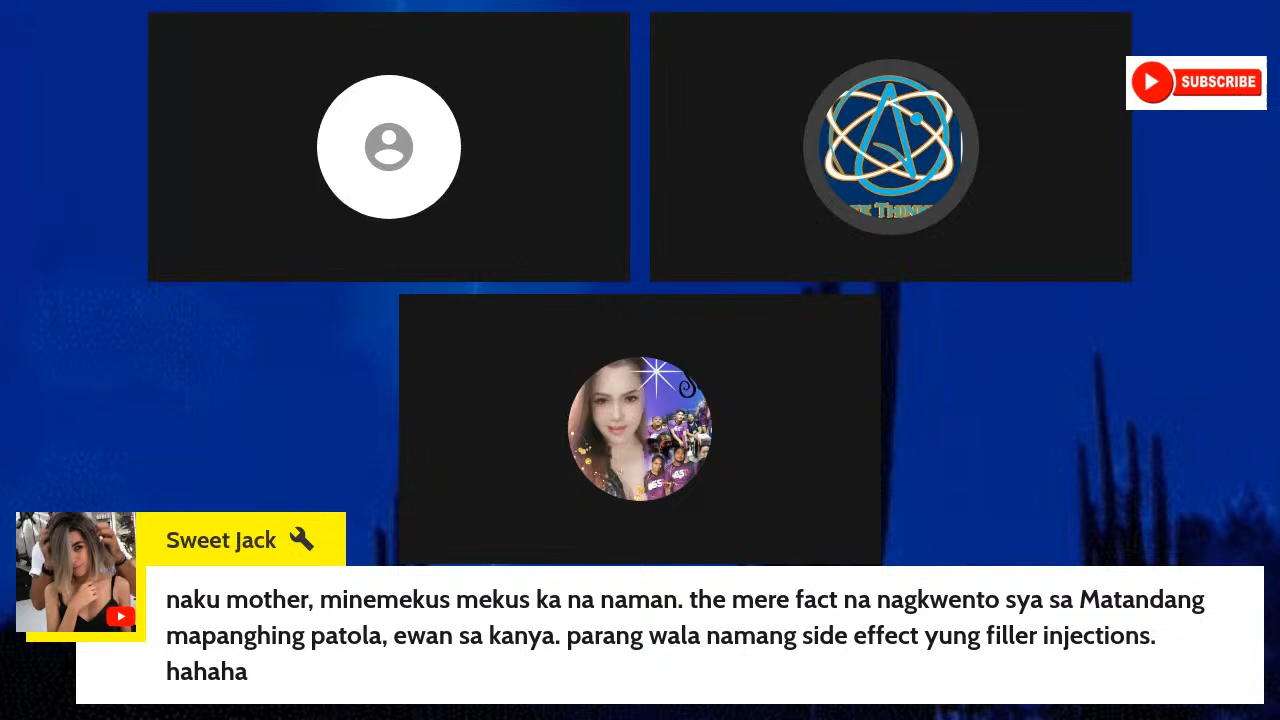 SUBSCRIBE
Sweet Jack
naku mother, minemekus mekus ka na naman. the mere fact na nagkwento sya sa Matandang
mapanghing patola, ewan sa kanya. parang wala namang side effect yung filler injections.
hahaha